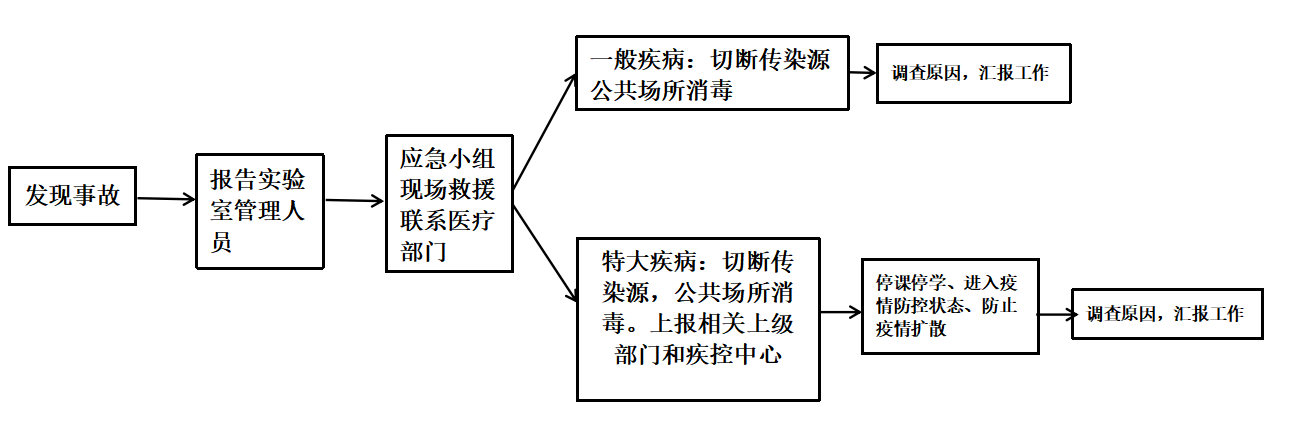 发现事故
报告实验
室管理人
员
应急小组
现场救援
联系医疗
部门
一般疾病：切断传染源
公共场所消毒
调查原因，汇报工作
特大疾病：切断传
染源，公共场所消
毒。上报相关上级
部门和疾控中心
停课停学、进入疫
情防控状态、防止
疫情扩散
调查原因，汇报工作